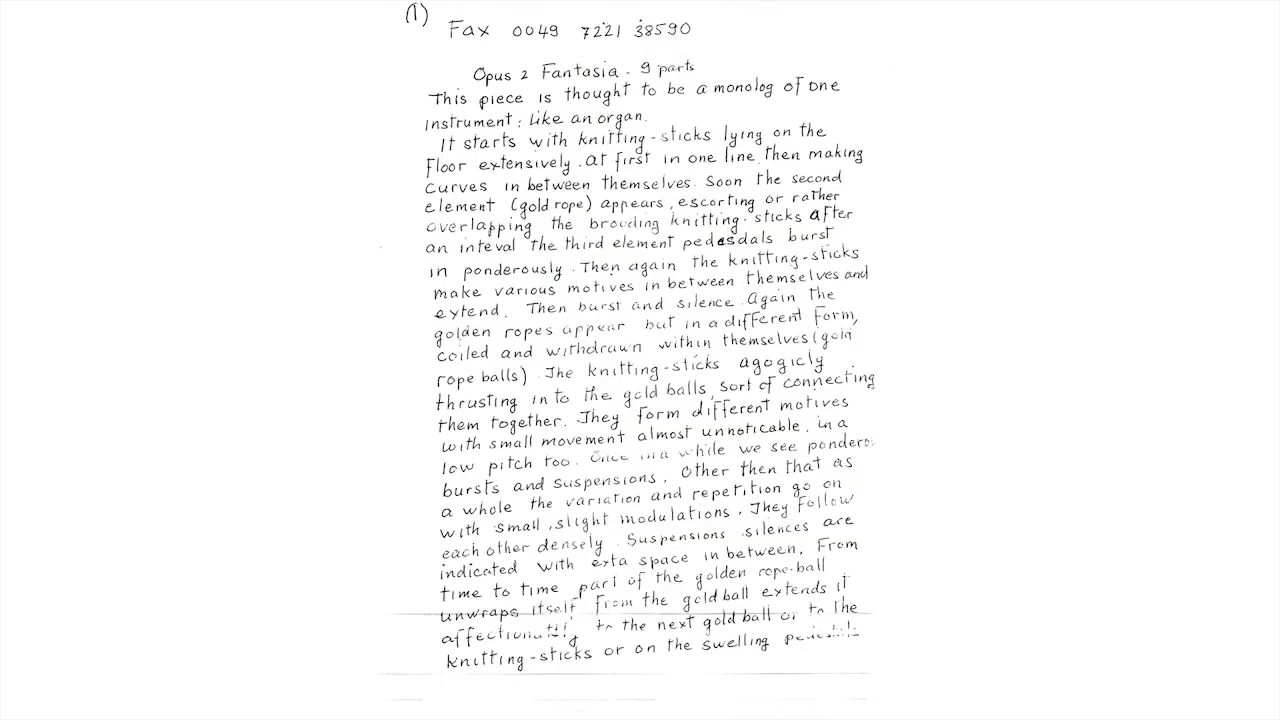 (1)
Fax 0049 7221 38590
Opus 2 Fantasia - 9 parts
This piece is thought to be a monolog of one
instrument; like an organ.
It starts with knitting-sticks lying on the
floor extensively. at first in one line then making
curves in between themselves. Soon the second
element (gold rope) appears, escorting or rather
overlapping the brooding knitting-sticks after
an inteval the third element pedesdals burst
in ponderously. Then again the knitting-sticks
make various motives in between themselves and
extend. Then burst and silence. Again the
golden ropes appear but in a different form,
coiled and withdrawn within themselves (gold
rope balls). The knitting-sticks agogicly
thrusting into the gold balls, sort of connecting
them together. They form different motives
with small movement almost unnoticable, in a
low pitch too. Once in a while we see pondero
bursts and suspensions. Other then that as
a whole the variation and repetition go on
with small, slight modulations. They follow
each other densely. Suspensions silences are
indicated with exta space in between. From
time to time part of the golden rope-ball
unwraps itself from the gold ball extends it
to the next gold ball or to the
knitting-sticks or on the swelling